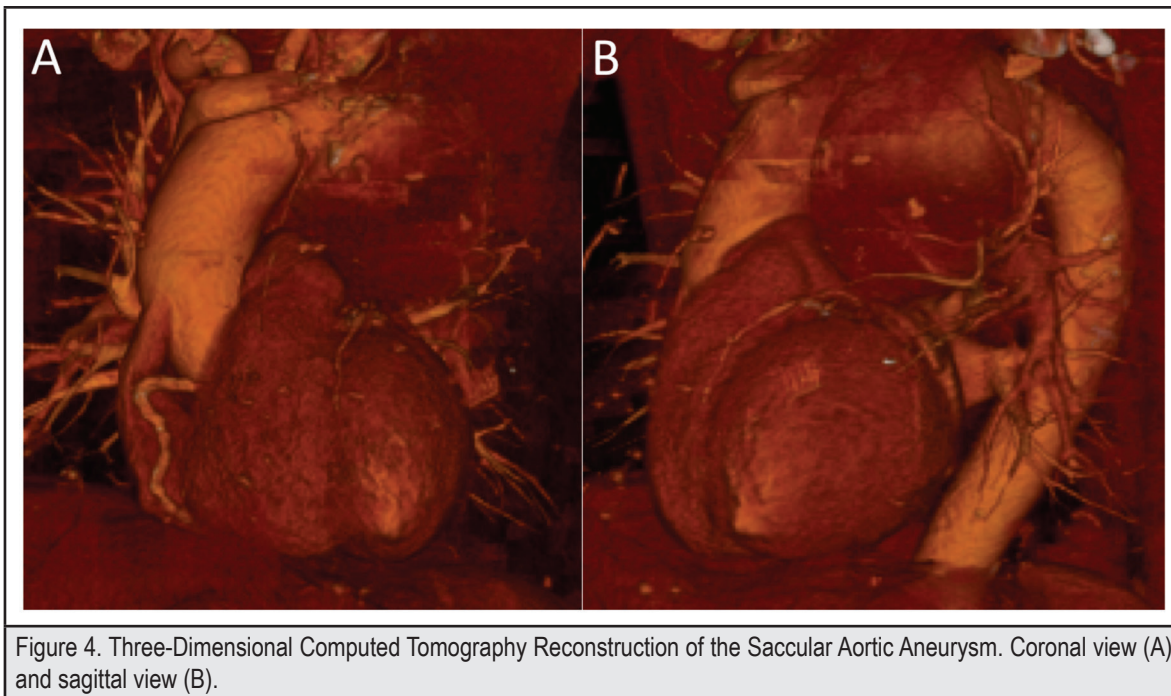 A
B
Figure 4. Three-Dimensional Computed Tomography Reconstruction of the Saccular Aortic Aneurysm. Coronal view (A)
and sagittal view (B).